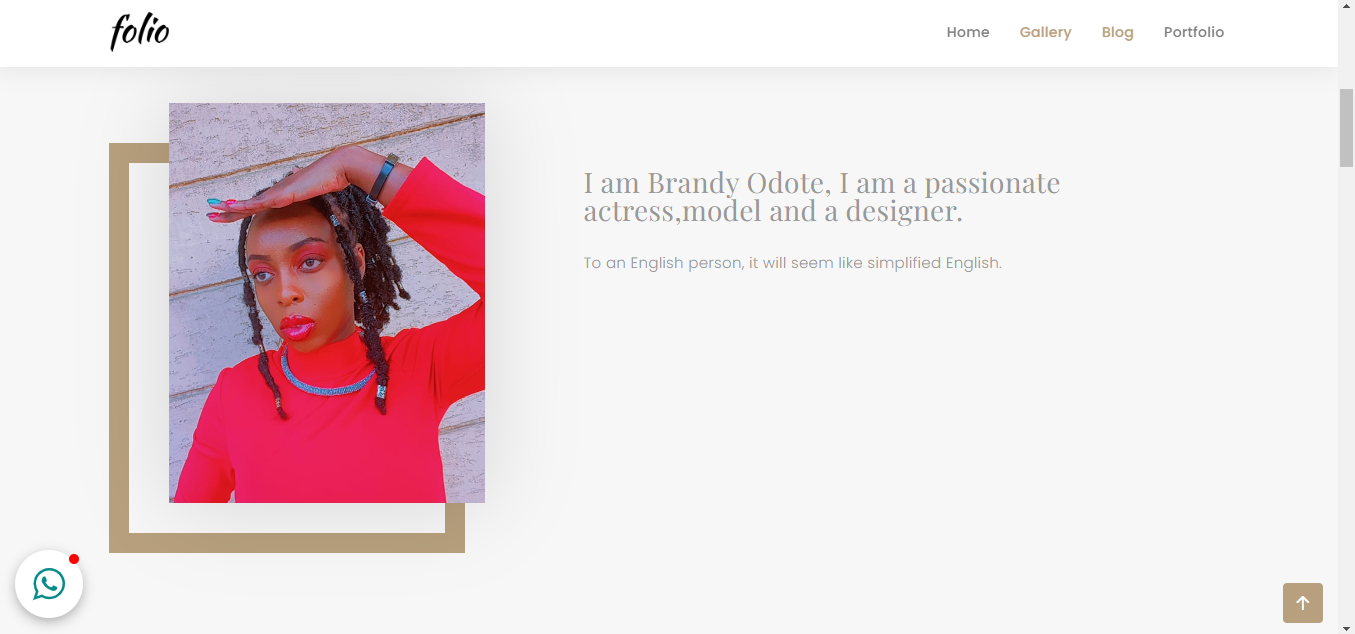 folio
Home Gallery Blog Portfolio
I am Brandy Odote, I am a passionate
actress,model and a designer.
To an English person, it will seem like simplified English.